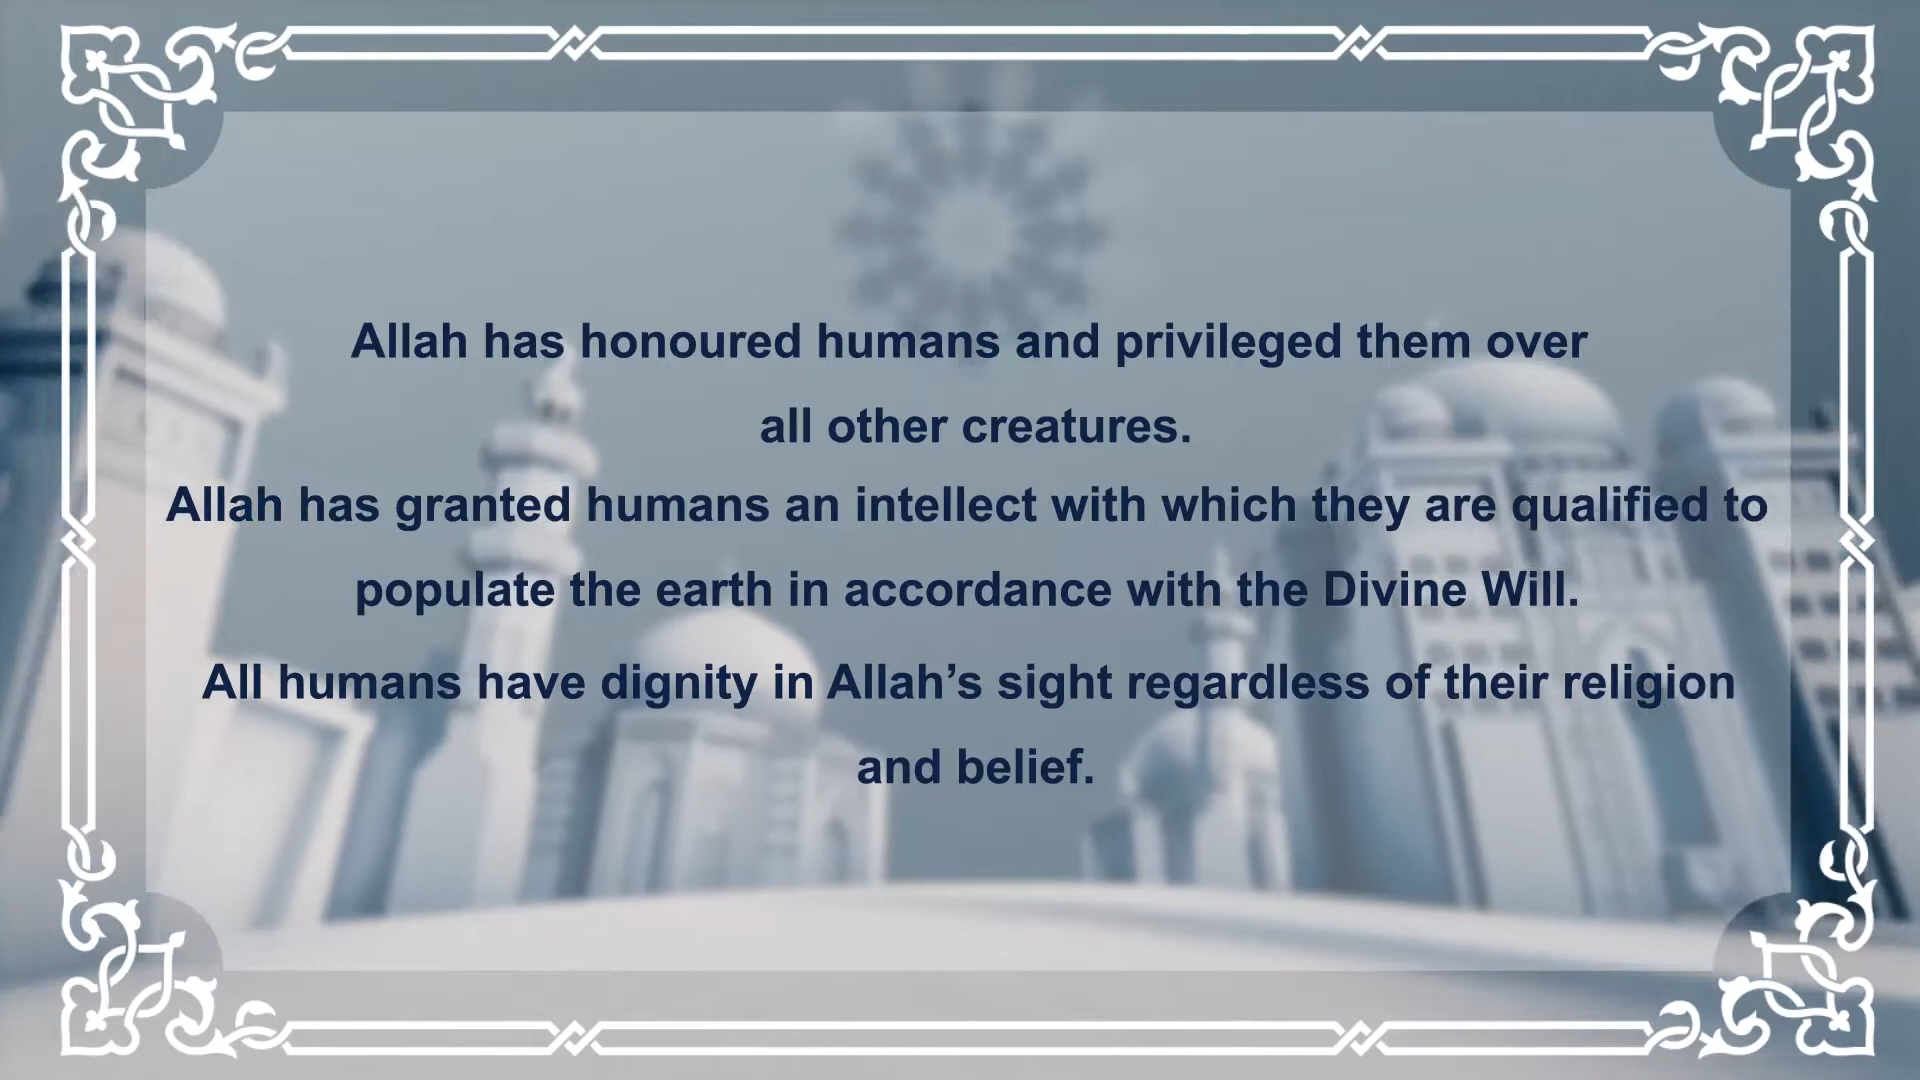 Allah has honoured humans and privileged them over
all other creatures.
Allah has granted humans an intellect with which they are qualified to
populate the earth in accordance with the Divine Will.
All humans have dignity in Allah’s sight regardless of their religion
and belief.